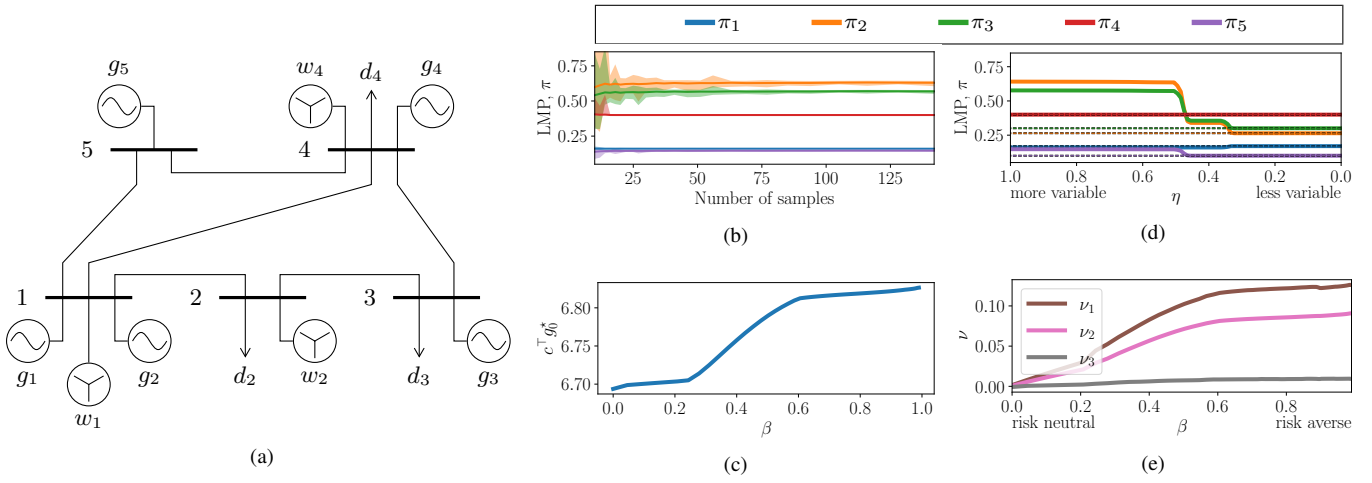 π₁ π₂ π₃ π₄ π₅
g₅ w₄ d₄ g₄
5 4
1 2 3
g₁ g₂ d₂ w₂ d₃ g₃
w₁
(a)
LMP, π
0.75
0.50
0.25
25 50 75 100 125
Number of samples
(b)
LMP, π
0.75
0.50
0.25
1.0 0.8 0.6 0.4 0.2 0.0
more variable η less variable
(d)
c⊤g₀⋆
6.80
6.75
6.70
0.0 0.2 0.4 0.6 0.8 1.0
β
(c)
ν
0.10
0.05
0.00
ν₁
ν₂
ν₃
0.0 0.2 0.4 0.6 0.8
risk neutral β risk averse
(e)